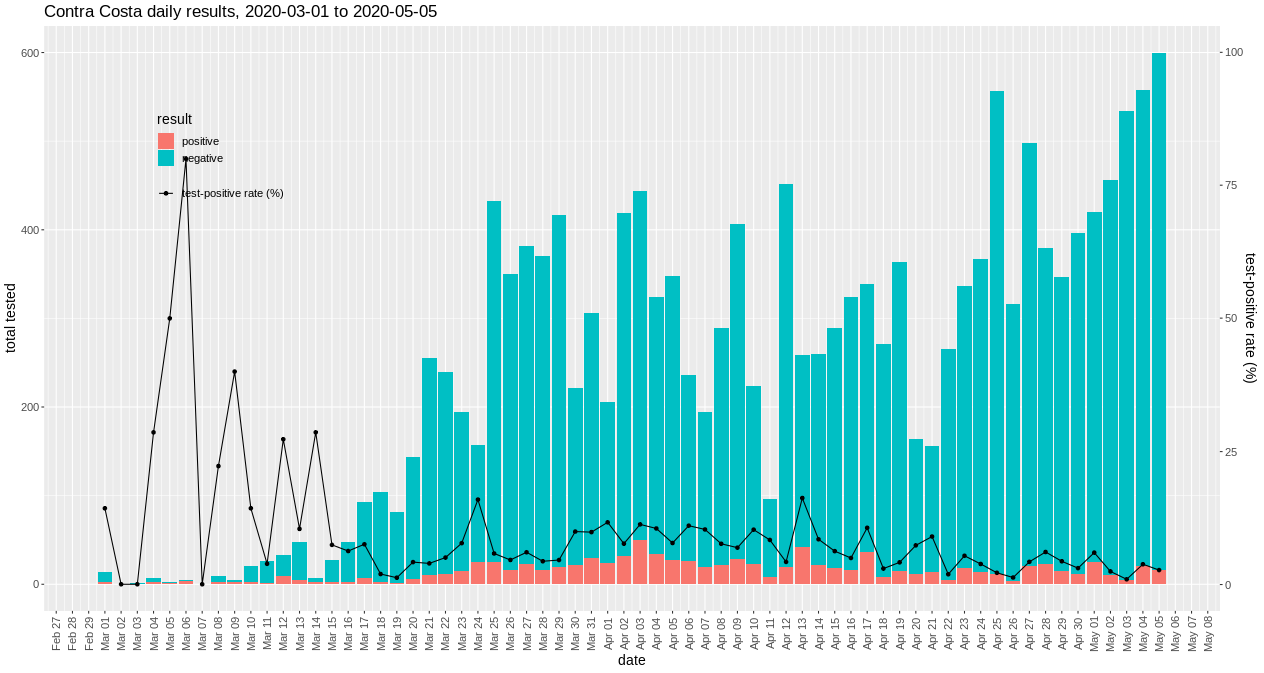 Contra Costa daily results, 2020-03-01 to 2020-05-05
600
400
200
0
total tested
result
positive
negative
test-positive rate (%)
100
75
50
25
0
test-positive rate (%)
Feb 27
Feb 28
Feb 29
Mar 01
Mar 02
Mar 03
Mar 04
Mar 05
Mar 06
Mar 07
Mar 08
Mar 09
Mar 10
Mar 11
Mar 12
Mar 13
Mar 14
Mar 15
Mar 16
Mar 17
Mar 18
Mar 19
Mar 20
Mar 21
Mar 22
Mar 23
Mar 24
Mar 25
Mar 26
Mar 27
Mar 28
Mar 29
Mar 30
Mar 31
Apr 01
Apr 02
Apr 03
Apr 04
Apr 05
Apr 06
Apr 07
Apr 08
Apr 09
Apr 10
Apr 11
Apr 12
Apr 13
Apr 14
Apr 15
Apr 16
Apr 17
Apr 18
Apr 19
Apr 20
Apr 21
Apr 22
Apr 23
Apr 24
Apr 25
Apr 26
Apr 27
Apr 28
Apr 29
Apr 30
May 01
May 02
May 03
May 04
May 05
May 06
May 07
May 08
date